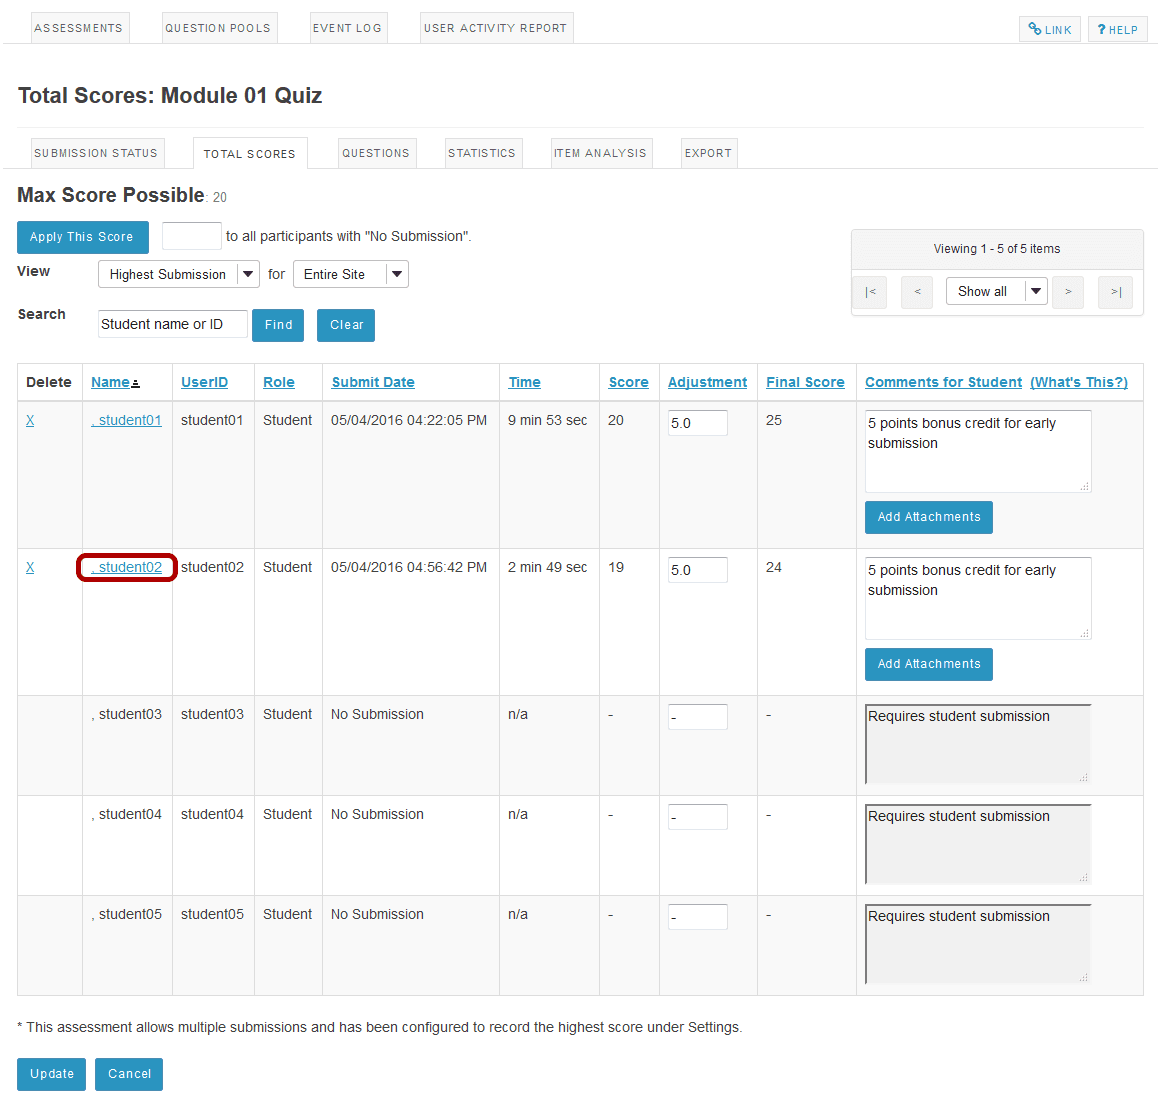 ASSESSMENTS QUESTION POOLS EVENT LOG USER ACTIVITY REPORT LINK ? HELP
Total Scores: Module 01 Quiz
SUBMISSION STATUS TOTAL SCORES QUESTIONS STATISTICS ITEM ANALYSIS EXPORT
Max Score Possible: 20
Apply This Score to all participants with "No Submission".
Viewing 1 - 5 of 5 items
View Highest Submission for Entire Site
|< < Show all > >|
Search Student name or ID Find Clear
Delete Name UserID Role Submit Date Time Score Adjustment Final Score Comments for Student (What's This?)
X , student01 student01 Student 05/04/2016 04:22:05 PM 9 min 53 sec 20 5.0 25 5 points bonus credit for early
submission
Add Attachments
X , student02 student02 Student 05/04/2016 04:56:42 PM 2 min 49 sec 19 5.0 24 5 points bonus credit for early
submission
Add Attachments
, student03 student03 Student No Submission n/a - - - Requires student submission
, student04 student04 Student No Submission n/a - - - Requires student submission
, student05 student05 Student No Submission n/a - - - Requires student submission
* This assessment allows multiple submissions and has been configured to record the highest score under Settings.
Update Cancel